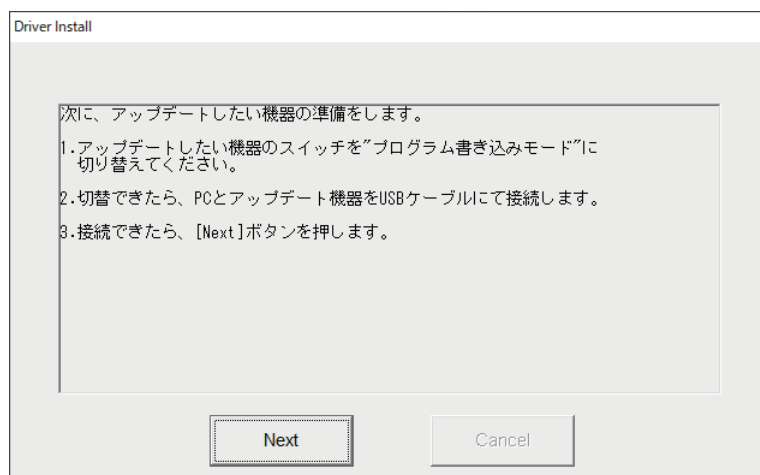 Driver Install
次に、アップデートしたい機器の準備をします。
1.アップデートしたい機器のスイッチを"プログラム書き込みモード"に
切り替えてください。
2.切替できたら、PCとアップデート機器をUSBケーブルにて接続します。
3.接続できたら、[Next]ボタンを押します。
Next
Cancel